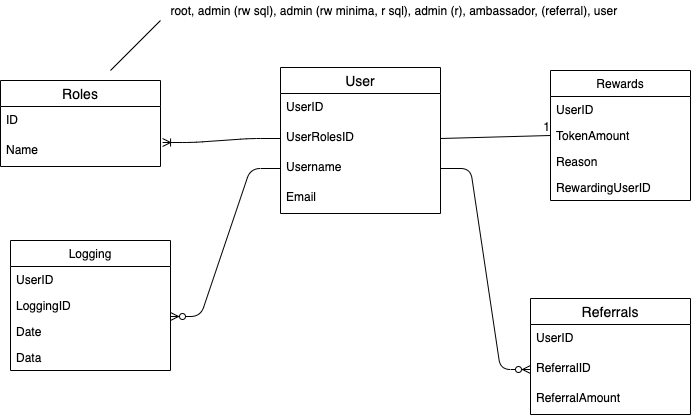 root, admin (rw sql), admin (rw minima, r sql), admin (r), ambassador, (referral), user
Roles
ID
Name
User
UserID
UserRolesID
Username
Email
Rewards
UserID
TokenAmount
Reason
RewardingUserID
1
Logging
UserID
LoggingID
Date
Data
Referrals
UserID
ReferralID
ReferralAmount